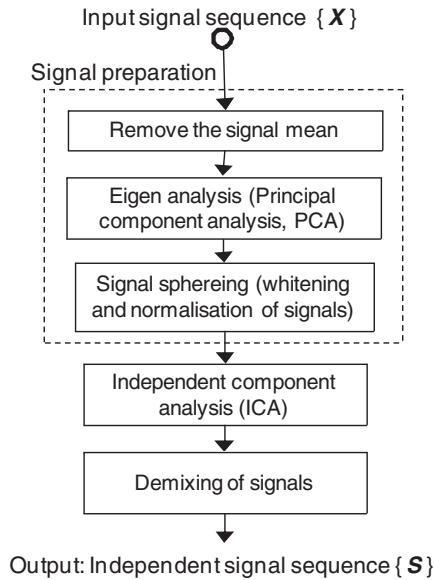 Input signal sequence { X }
Signal preparation
Remove the signal mean
Eigen analysis (Principal
component analysis, PCA)
Signal sphereing (whitening
and normalisation of signals)
Independent component
analysis (ICA)
Demixing of signals
Output: Independent signal sequence { S }